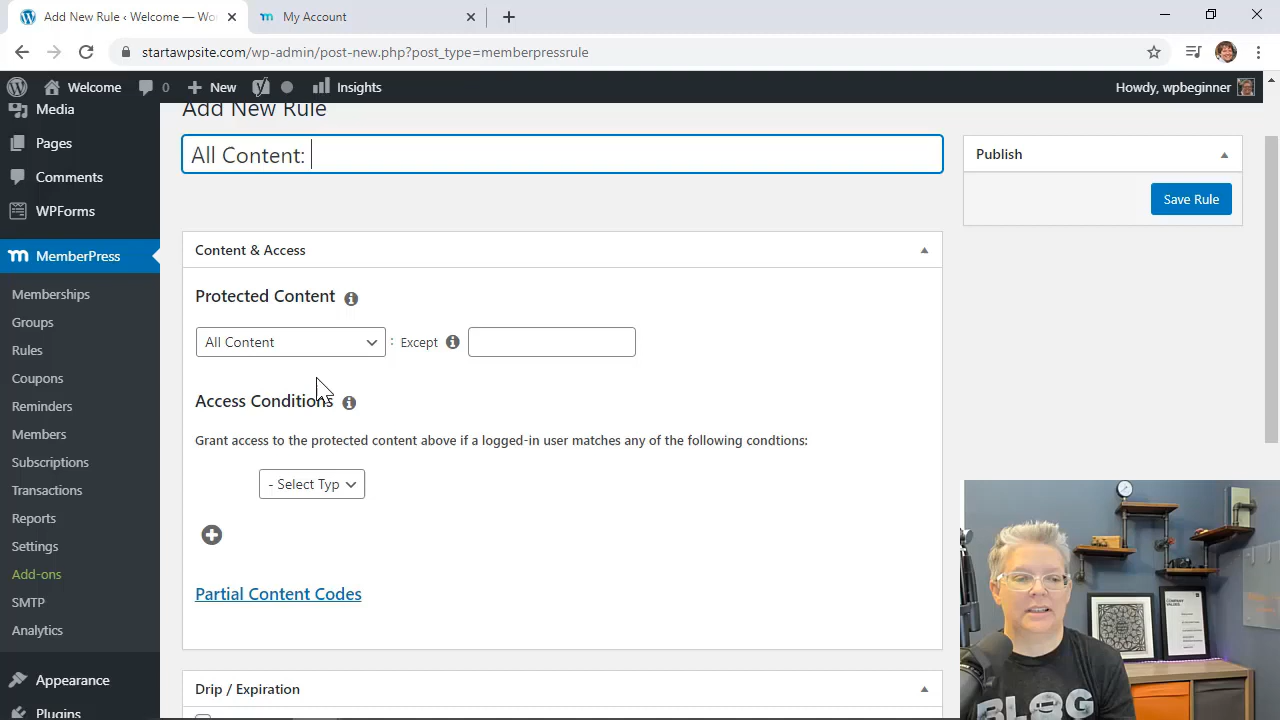 Add New Rule ‹ Welcome — Wo
My Account
startawpsite.com/wp-admin/post-new.php?post_type=memberpressrule
Welcome
0
New
Insights
Howdy, wpbeginner
Media
Pages
Comments
WPForms
MemberPress
Memberships
Groups
Rules
Coupons
Reminders
Members
Subscriptions
Transactions
Reports
Settings
Add-ons
SMTP
Analytics
Appearance
Plugins
Add New Rule
All Content:
Publish
Save Rule
Content & Access
Protected Content
All Content
: Except
Access Conditions
Grant access to the protected content above if a logged-in user matches any of the following condtions:
- Select Typ
Partial Content Codes
Drip / Expiration
COMPANY
VALUES
BLOG